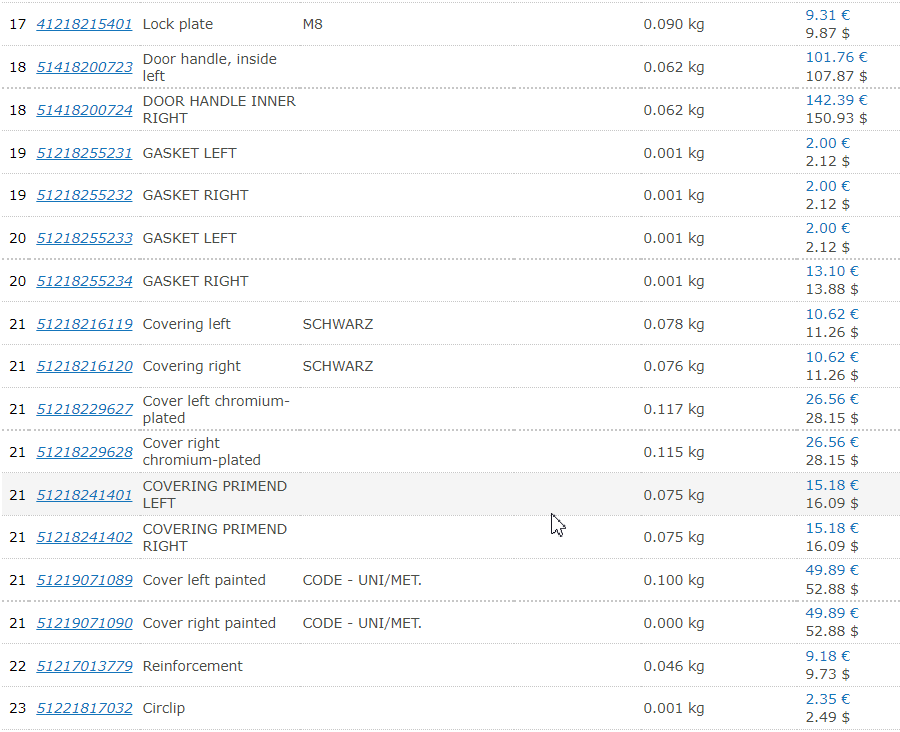 17 41218215401 Lock plate M8 0.090 kg 9.31 €
9.87 $
18 51418200723 Door handle, inside left 0.062 kg 101.76 €
107.87 $
18 51418200724 DOOR HANDLE INNER RIGHT 0.062 kg 142.39 €
150.93 $
19 51218255231 GASKET LEFT 0.001 kg 2.00 €
2.12 $
19 51218255232 GASKET RIGHT 0.001 kg 2.00 €
2.12 $
20 51218255233 GASKET LEFT 0.001 kg 2.00 €
2.12 $
20 51218255234 GASKET RIGHT 0.001 kg 13.10 €
13.88 $
21 51218216119 Covering left SCHWARZ 0.078 kg 10.62 €
11.26 $
21 51218216120 Covering right SCHWARZ 0.076 kg 10.62 €
11.26 $
21 51218229627 Cover left chromium-plated 0.117 kg 26.56 €
28.15 $
21 51218229628 Cover right chromium-plated 0.115 kg 26.56 €
28.15 $
21 51218241401 COVERING PRIMEND LEFT 0.075 kg 15.18 €
16.09 $
21 51218241402 COVERING PRIMEND RIGHT 0.075 kg 15.18 €
16.09 $
21 51219071089 Cover left painted CODE - UNI/MET. 0.100 kg 49.89 €
52.88 $
21 51219071090 Cover right painted CODE - UNI/MET. 0.000 kg 49.89 €
52.88 $
22 51217013779 Reinforcement 0.046 kg 9.18 €
9.73 $
23 51221817032 Circlip 0.001 kg 2.35 €
2.49 $